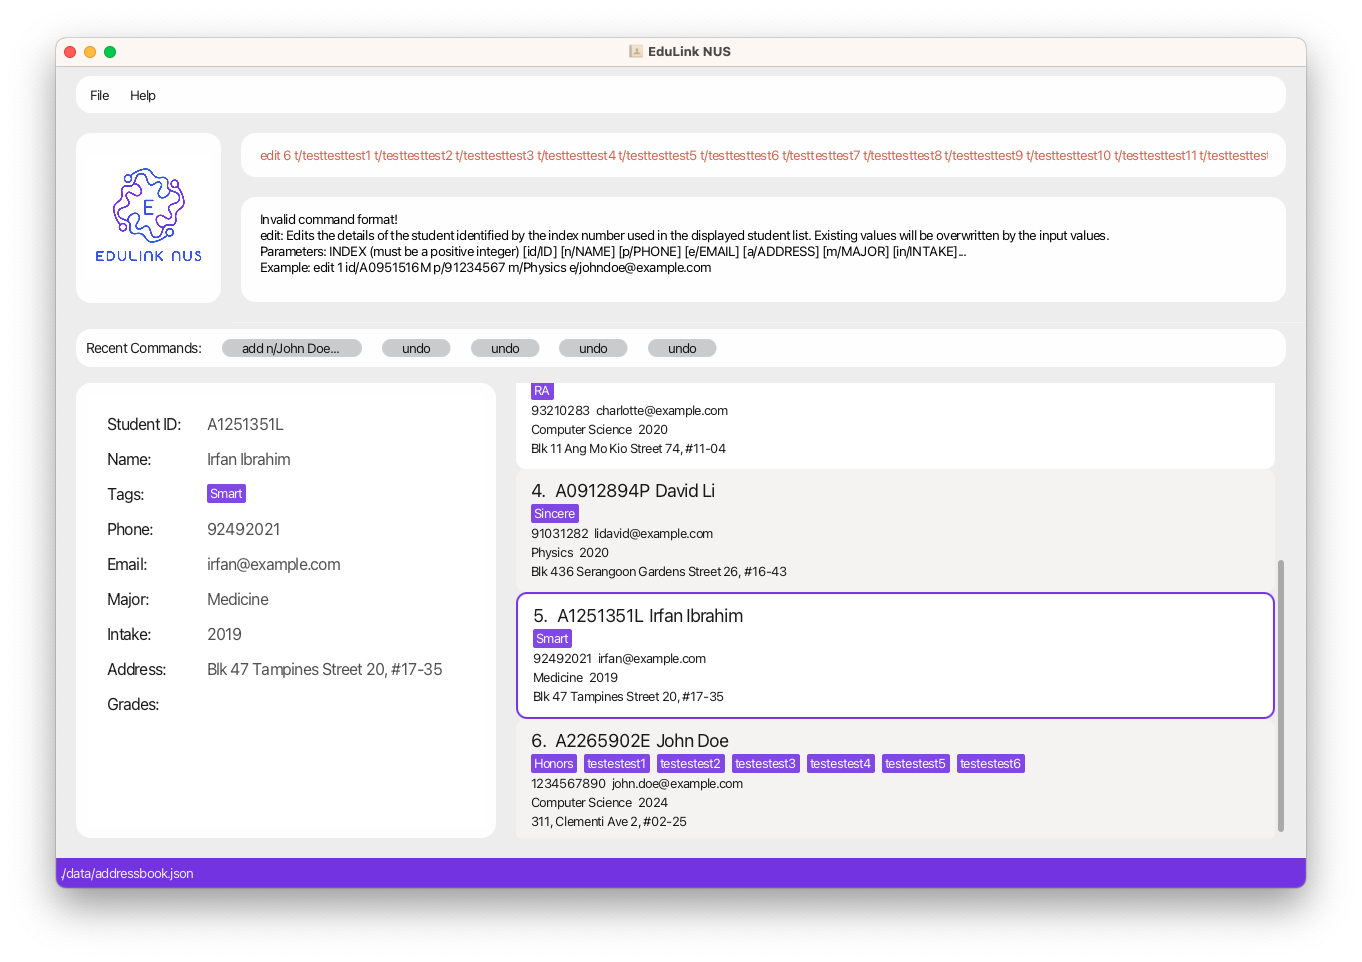 EduLink NUS
File Help
edit 6 t/testtesttest1 t/testtesttest2 t/testtesttest3 t/testtesttest4 t/testtesttest5 t/testtesttest6 t/testtesttest7 t/testtesttest8 t/testtesttest9 t/testtesttest10 t/testtesttest11 t/testtesttest
E
EDULINK NUS
Invalid command format!
edit: Edits the details of the student identified by the index number used in the displayed student list. Existing values will be overwritten by the input values.
Parameters: INDEX (must be a positive integer) [id/ID] [n/NAME] [p/PHONE] [e/EMAIL] [a/ADDRESS] [m/MAJOR] [in/INTAKE]...
Example: edit 1 id/A0951516M p/91234567 m/Physics e/johndoe@example.com
Recent Commands: add n/John Doe... undo undo undo undo
Student ID: A1251351L
Name: Irfan Ibrahim
Tags: Smart
Phone: 92492021
Email: irfan@example.com
Major: Medicine
Intake: 2019
Address: Blk 47 Tampines Street 20, #17-35
Grades:
RA
93210283 charlotte@example.com
Computer Science 2020
Blk 11 Ang Mo Kio Street 74, #11-04
4. A0912894P David Li
Sincere
91031282 lidavid@example.com
Physics 2020
Blk 436 Serangoon Gardens Street 26, #16-43
5. A1251351L Irfan Ibrahim
Smart
92492021 irfan@example.com
Medicine 2019
Blk 47 Tampines Street 20, #17-35
6. A2265902E John Doe
Honors testestest1 testestest2 testestest3 testestest4 testestest5 testestest6
1234567890 john.doe@example.com
Computer Science 2024
311, Clementi Ave 2, #02-25
./data/addressbook.json